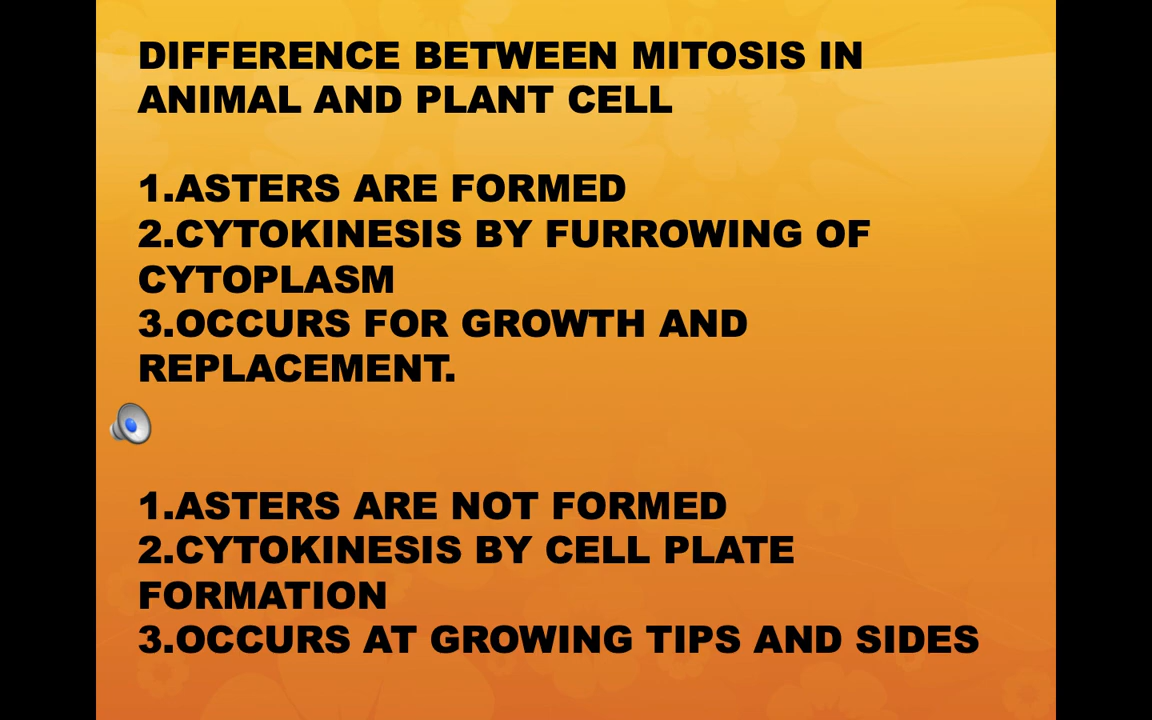 DIFFERENCE BETWEEN MITOSIS IN
ANIMAL AND PLANT CELL
1.ASTERS ARE FORMED
2.CYTOKINESIS BY FURROWING OF
CYTOPLASM
3.OCCURS FOR GROWTH AND
REPLACEMENT.
1.ASTERS ARE NOT FORMED
2.CYTOKINESIS BY CELL PLATE
FORMATION
3.OCCURS AT GROWING TIPS AND SIDES